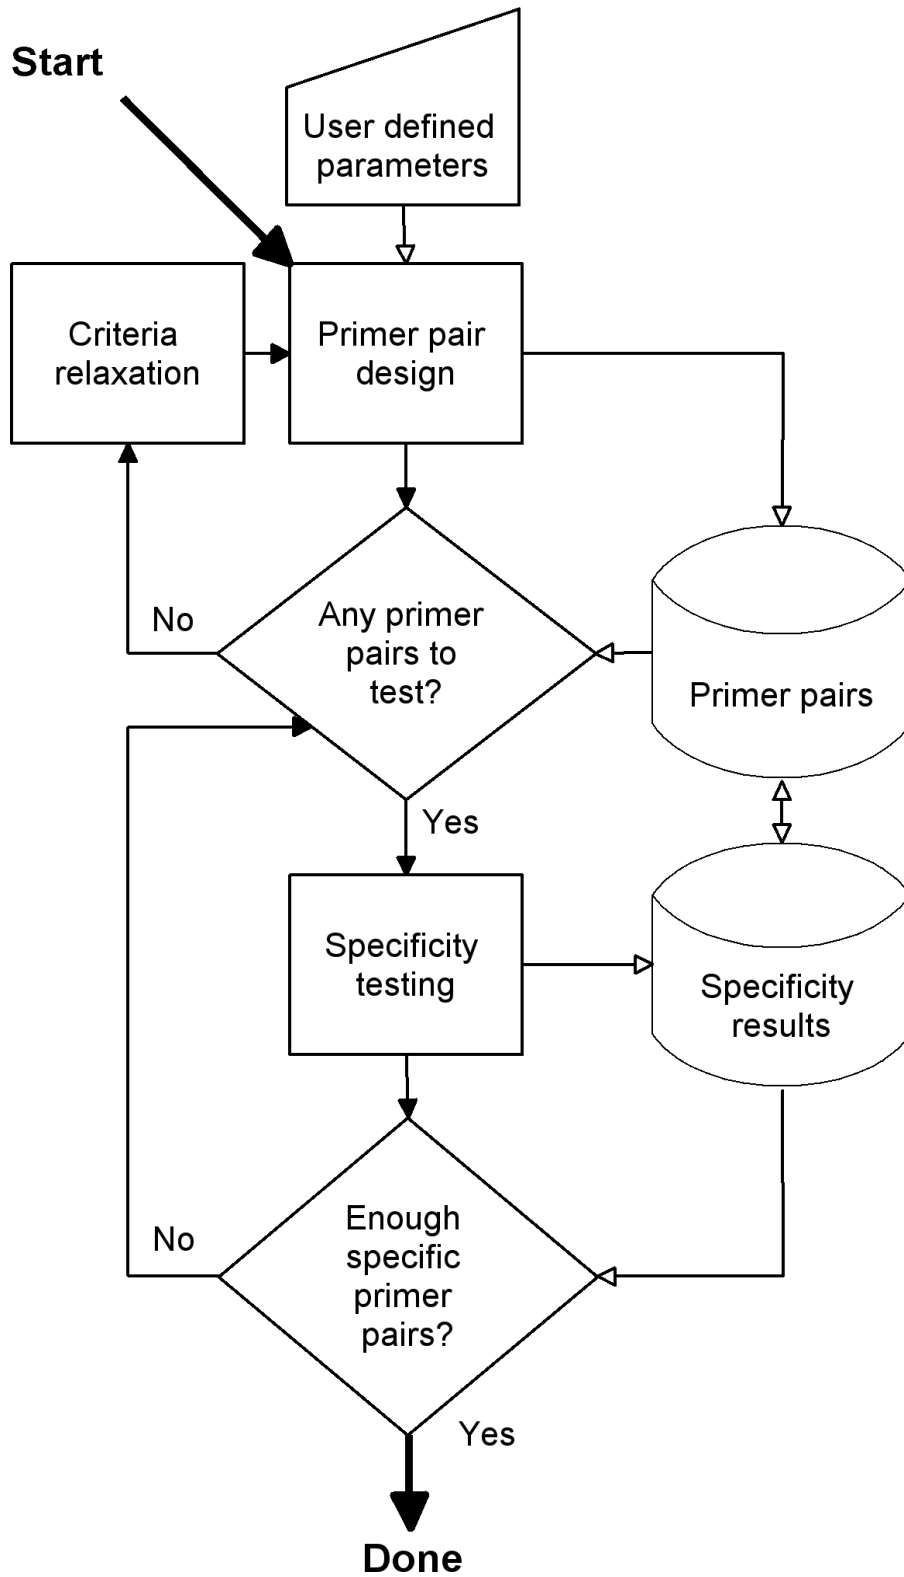 Start
User defined
parameters
Criteria
relaxation
Primer pair
design
No
Any primer
pairs to
test?
Primer pairs
Yes
Specificity
testing
Specificity
results
No
Enough
specific
primer
pairs?
Yes
Done